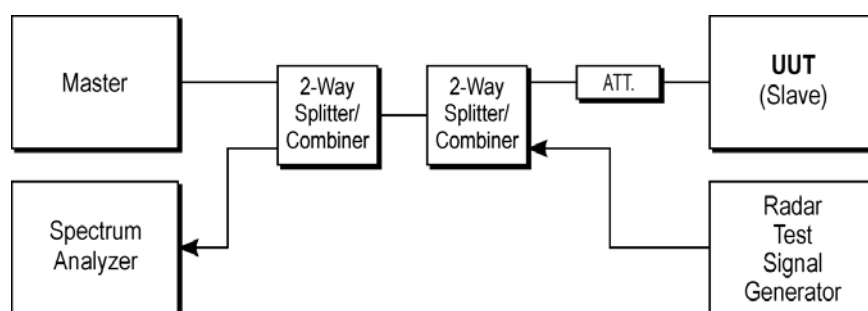 Master
2-Way
Splitter/
Combiner
2-Way
Splitter/
Combiner
ATT.
UUT
(Slave)
Spectrum
Analyzer
Radar
Test
Signal
Generator